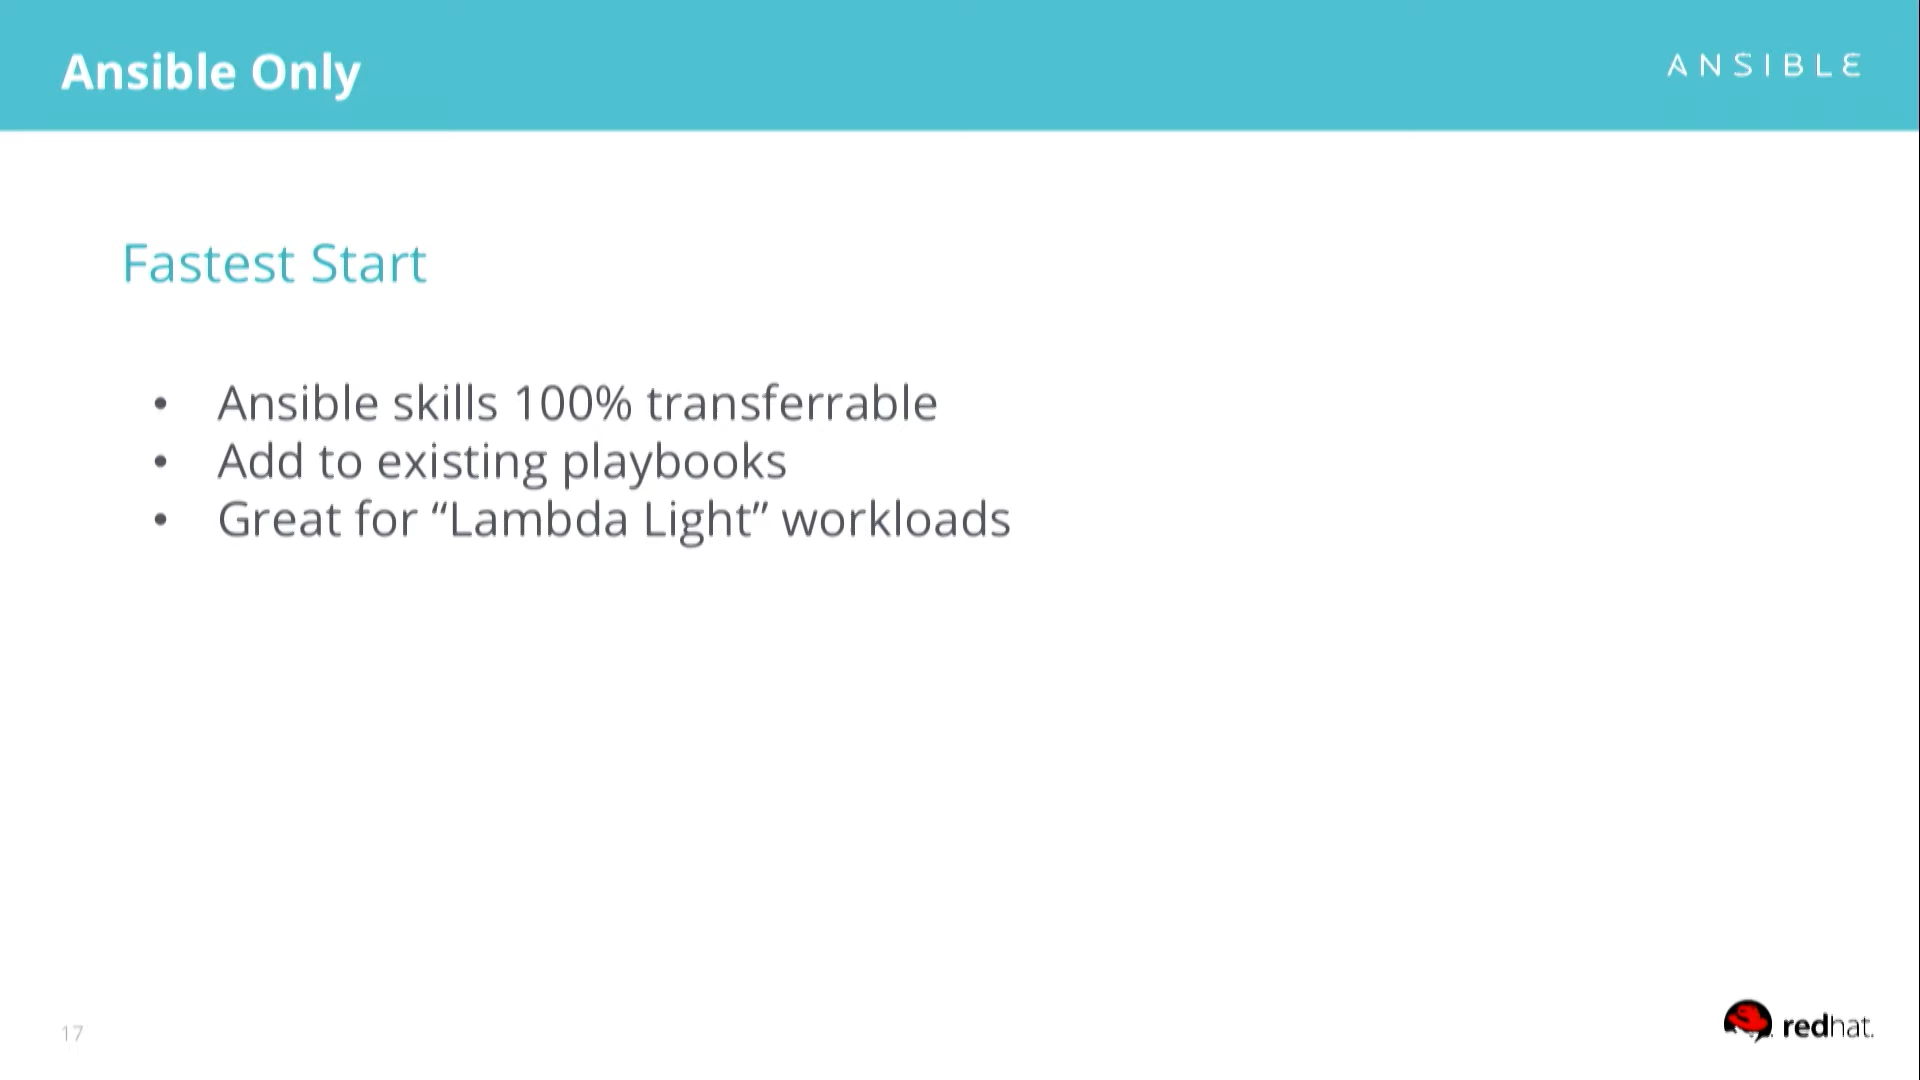 Ansible Only
ANSIBLE
Fastest Start
• Ansible skills 100% transferrable
• Add to existing playbooks
• Great for “Lambda Light” workloads
17
redhat.